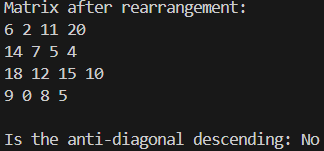 Matrix after rearrangement:
6 2 11 20
14 7 5 4
18 12 15 10
9 0 8 5
Is the anti-diagonal descending: No